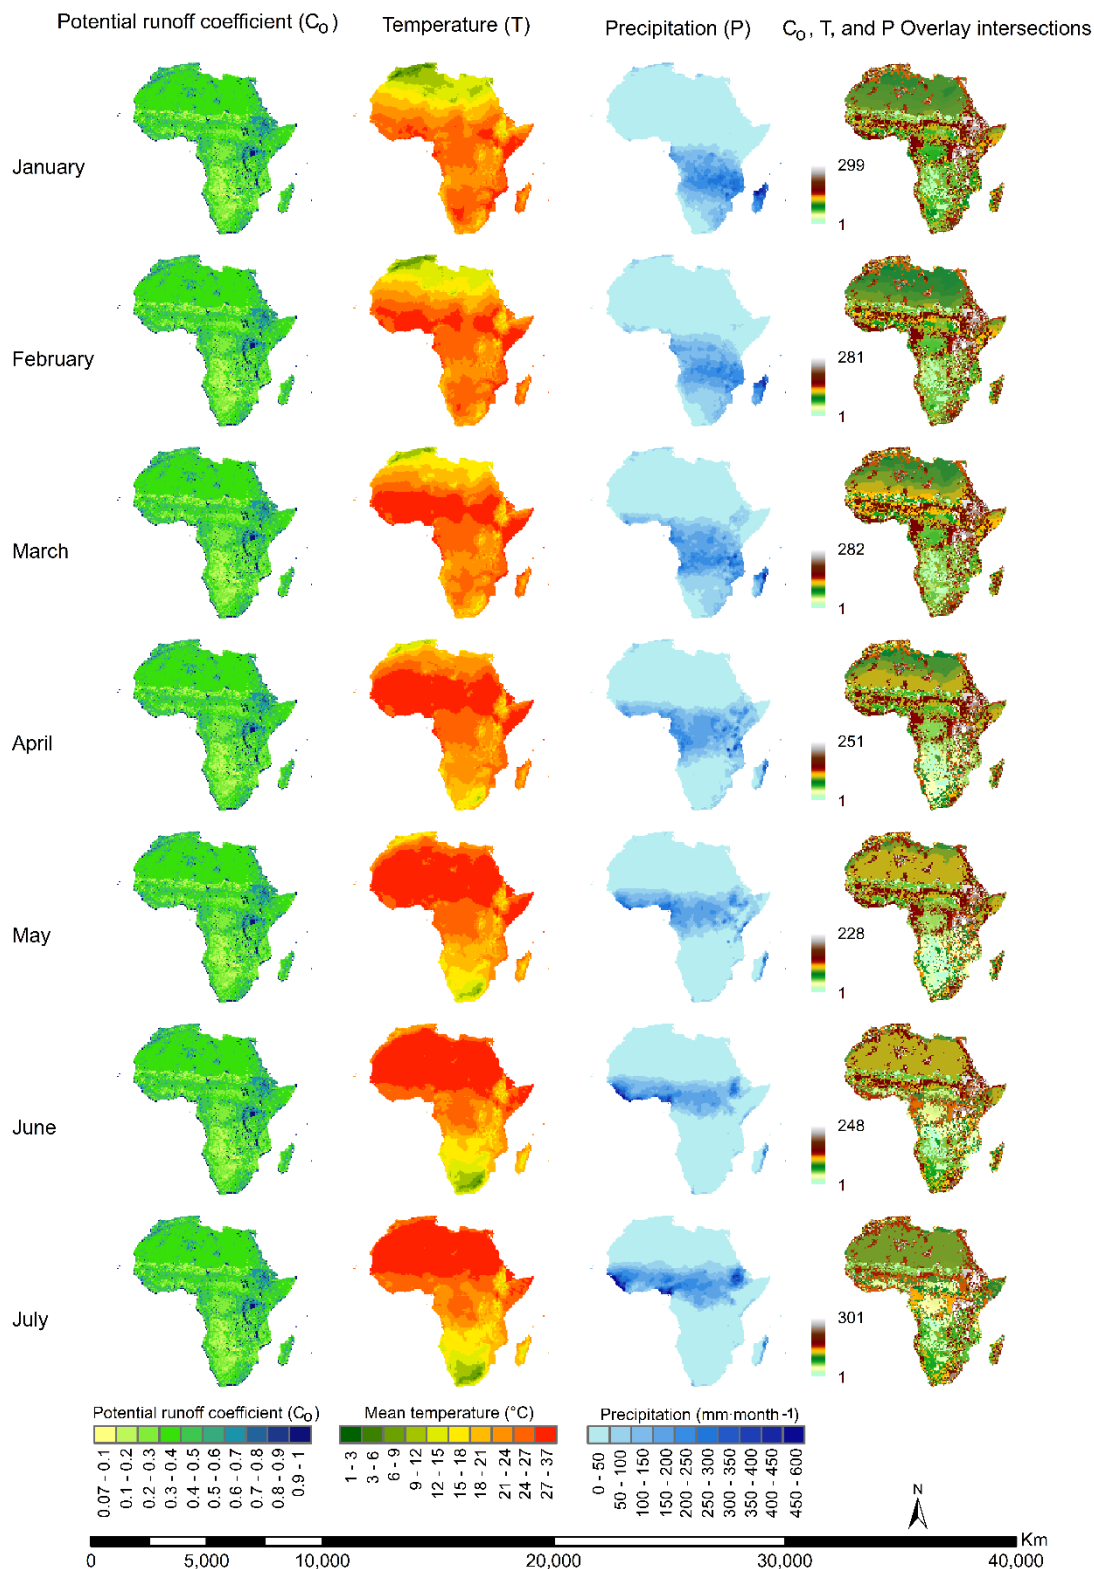 Potential runoff coefficient (Co) Temperature (T) Precipitation (P) Co, T, and P Overlay intersections
January
299
1
February
281
1
March
282
1
April
251
1
May
228
1
June
248
1
July
301
1
Potential runoff coefficient (Co)
0.07 - 0.1
0.1 - 0.2
0.2 - 0.3
0.3 - 0.4
0.4 - 0.5
0.5 - 0.6
0.6 - 0.7
0.7 - 0.8
0.8 - 0.9
0.9 - 1
Mean temperature (°C)
1 - 3
3 - 6
6 - 9
9 - 12
12 - 15
15 - 18
18 - 21
21 - 24
24 - 27
27 - 37
Precipitation (mm·month-1)
0 - 50
50 - 100
100 - 150
150 - 200
200 - 250
250 - 300
300 - 350
350 - 400
400 - 450
450 - 600
N
Km
0 5,000 10,000 20,000 30,000 40,000